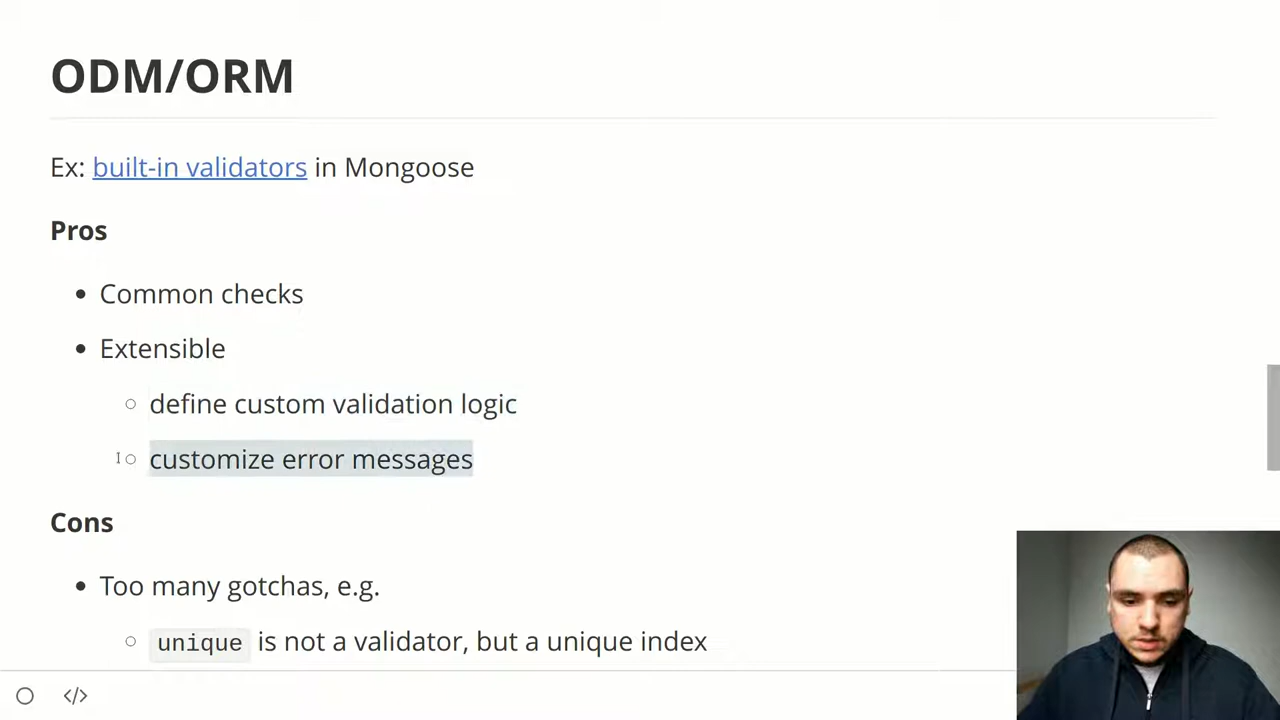 ODM/ORM
Ex: built-in validators in Mongoose
Pros
Common checks
Extensible
define custom validation logic
customize error messages
Cons
Too many gotchas, e.g.
unique is not a validator, but a unique index